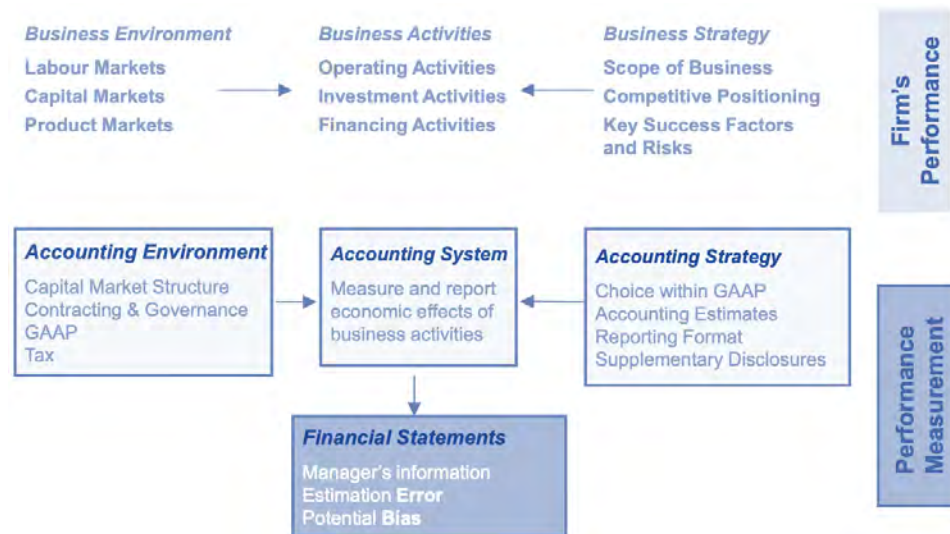 Business Environment
Labour Markets
Capital Markets
Product Markets
Business Activities
Operating Activities
Investment Activities
Financing Activities
Business Strategy
Scope of Business
Competitive Positioning
Key Success Factors
and Risks
Firm's
Performance
Accounting Environment
Capital Market Structure
Contracting & Governance
GAAP
Tax
Accounting System
Measure and report
economic effects of
business activities
Accounting Strategy
Choice within GAAP
Accounting Estimates
Reporting Format
Supplementary Disclosures
Performance
Measurement
Financial Statements
Manager's information
Estimation Error
Potential Bias